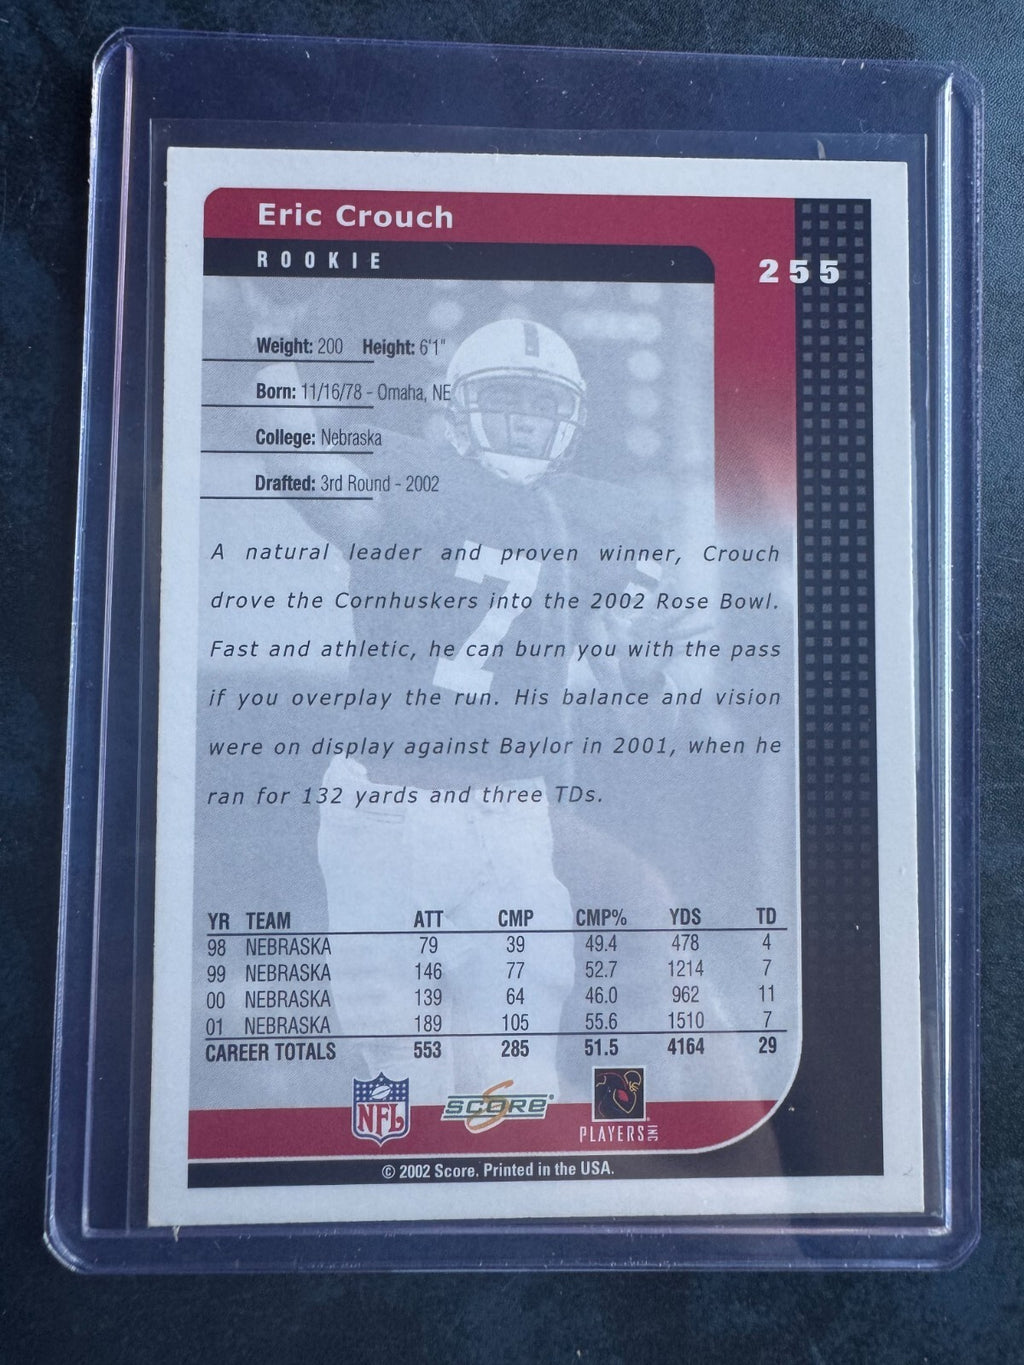 Eric Crouch
ROOKIE
255
Weight: 200 Height: 6'1"
Born: 11/16/78 - Omaha, NE
College: Nebraska
Drafted: 3rd Round - 2002
A natural leader and proven winner, Crouch
drove the Cornhuskers into the 2002 Rose Bowl.
Fast and athletic, he can burn you with the pass
if you overplay the run. His balance and vision
were on display against Baylor in 2001, when he
ran for 132 yards and three TDs.
YR TEAM ATT CMP CMP% YDS TD
98 NEBRASKA 79 39 49.4 478 4
99 NEBRASKA 146 77 52.7 1214 7
00 NEBRASKA 139 64 46.0 962 11
01 NEBRASKA 189 105 55.6 1510 7
CAREER TOTALS 553 285 51.5 4164 29
NFL SCORE PLAYERS INC
© 2002 Score. Printed in the USA.
7